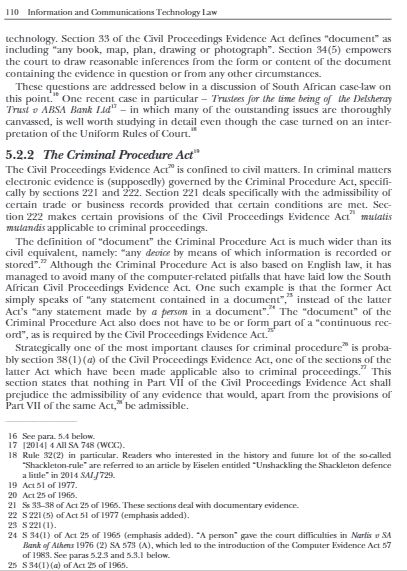 110 Information and Communications Technology Law
technology. Section 33 of the Civil Proceedings Evidence Act defines “document” as
including “any book, map, plan, drawing or photograph”. Section 34(5) empowers
the court to draw reasonable inferences from the form or content of the document
containing the evidence in question or from any other circumstances.
These questions are addressed below in a discussion of South African case-law on
this point.16 One recent case in particular – Trustees for the time being of the Delsheray
Trust v ABSA Bank Ltd17 – in which many of the outstanding issues are thoroughly
canvassed, is well worth studying in detail even though the case turned on an inter-
pretation of the Uniform Rules of Court.18
5.2.2 The Criminal Procedure Act19
The Civil Proceedings Evidence Act20 is confined to civil matters. In criminal matters
electronic evidence is (supposedly) governed by the Criminal Procedure Act, specifi-
cally by sections 221 and 222. Section 221 deals specifically with the admissibility of
certain trade or business records provided that certain conditions are met. Sec-
tion 222 makes certain provisions of the Civil Proceedings Evidence Act21 mutatis
mutandis applicable to criminal proceedings.
The definition of “document” the Criminal Procedure Act is much wider than its
civil equivalent, namely: “any device by means of which information is recorded or
stored”.22 Although the Criminal Procedure Act is also based on English law, it has
managed to avoid many of the computer-related pitfalls that have laid low the South
African Civil Proceedings Evidence Act. One such example is that the former Act
simply speaks of “any statement contained in a document”,23 instead of the latter
Act’s “any statement made by a person in a document”.24 The “document” of the
Criminal Procedure Act also does not have to be or form part of a “continuous rec-
ord”, as is required by the Civil Proceedings Evidence Act.25
Strategically one of the most important clauses for criminal procedure26 is proba-
bly section 38(1)(a) of the Civil Proceedings Evidence Act, one of the sections of the
latter Act which have been made applicable also to criminal proceedings.27 This
section states that nothing in Part VII of the Civil Proceedings Evidence Act shall
prejudice the admissibility of any evidence that would, apart from the provisions of
Part VII of the same Act,28 be admissible.
16 See para. 5.4 below.
17 [2014] 4 All SA 748 (WCC).
18 Rule 32(2) in particular. Readers who interested in the history and future lot of the so-called
“Shackleton-rule” are referred to an article by Eiselen entitled “Unshackling the Shackleton defence
a little” in 2014 SALJ 729.
19 Act 51 of 1977.
20 Act 25 of 1965.
21 Ss 33–38 of Act 25 of 1965. These sections deal with documentary evidence.
22 S 221(5) of Act 51 of 1977 (emphasis added).
23 S 221(1).
24 S 34(1) of Act 25 of 1965 (emphasis added). “A person” gave the court difficulties in Narlis v SA
Bank of Athens 1976 (2) SA 573 (A), which led to the introduction of the Computer Evidence Act 57
of 1983. See paras 5.2.3 and 5.3.1 below.
25 S 34(1)(a) of Act 25 of 1965.